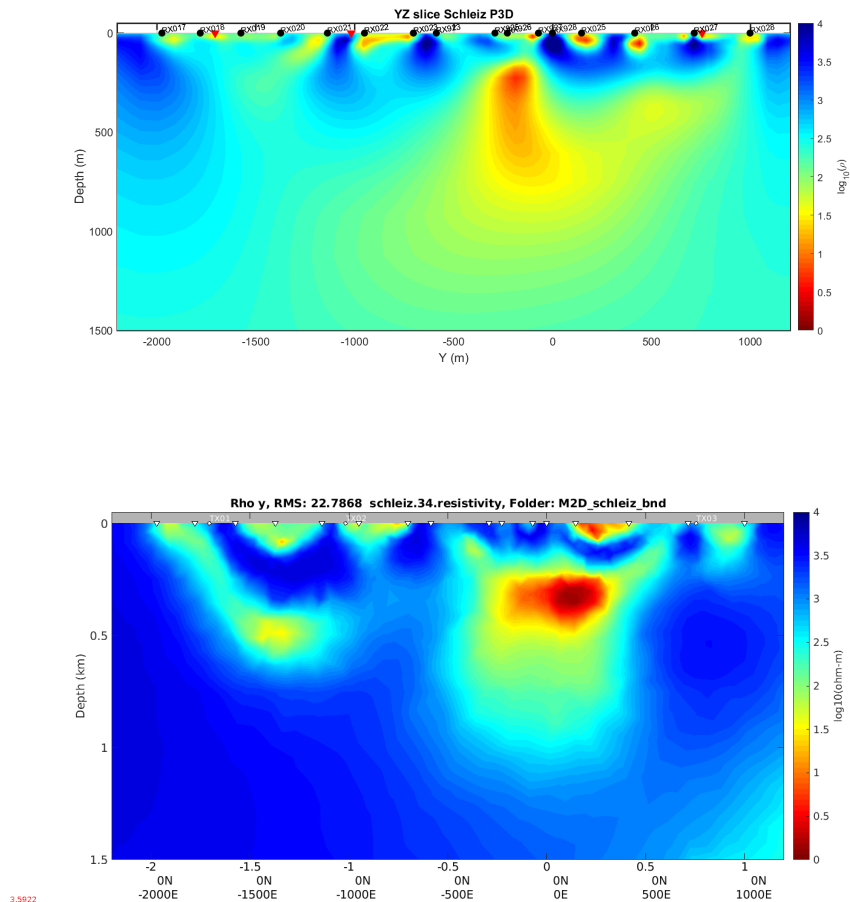 YZ slice Schleiz P3D
RX017 RX018 RX019 RX020 RX021 RX022 RX025 RX027 RX028
0
500
1000
1500
Depth (m)
-2000 -1500 -1000 -500 0 500 1000
Y (m)
4
3.5
3
2.5
2
1.5
1
0.5
0
log10(ρ)
Rho y, RMS: 22.7868 schleiz.34.resistivity, Folder: M2D_schleiz_bnd
TX01 TX02 TX03
0
0.5
1
1.5
Depth (km)
-2 -1.5 -1 -0.5 0 0.5 1
0N 0N 0N 0N 0N 0N 0N
-2000E -1500E -1000E -500E 0E 500E 1000E
4
3.5
3
2.5
2
1.5
1
0.5
0
log10(ohm-m)
3.5922